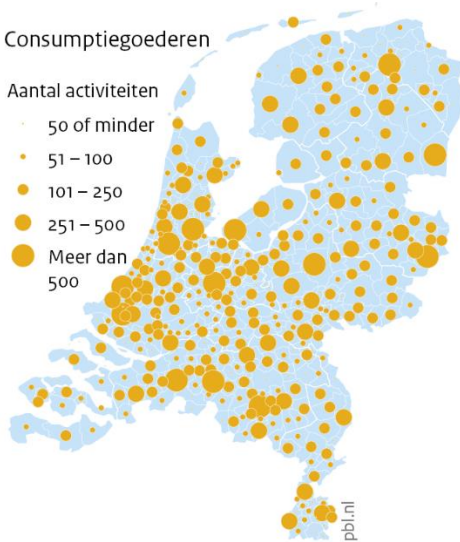 Consumptiegoederen
Aantal activiteiten
50 of minder
51 – 100
101 – 250
251 – 500
Meer dan
500
pbl.nl